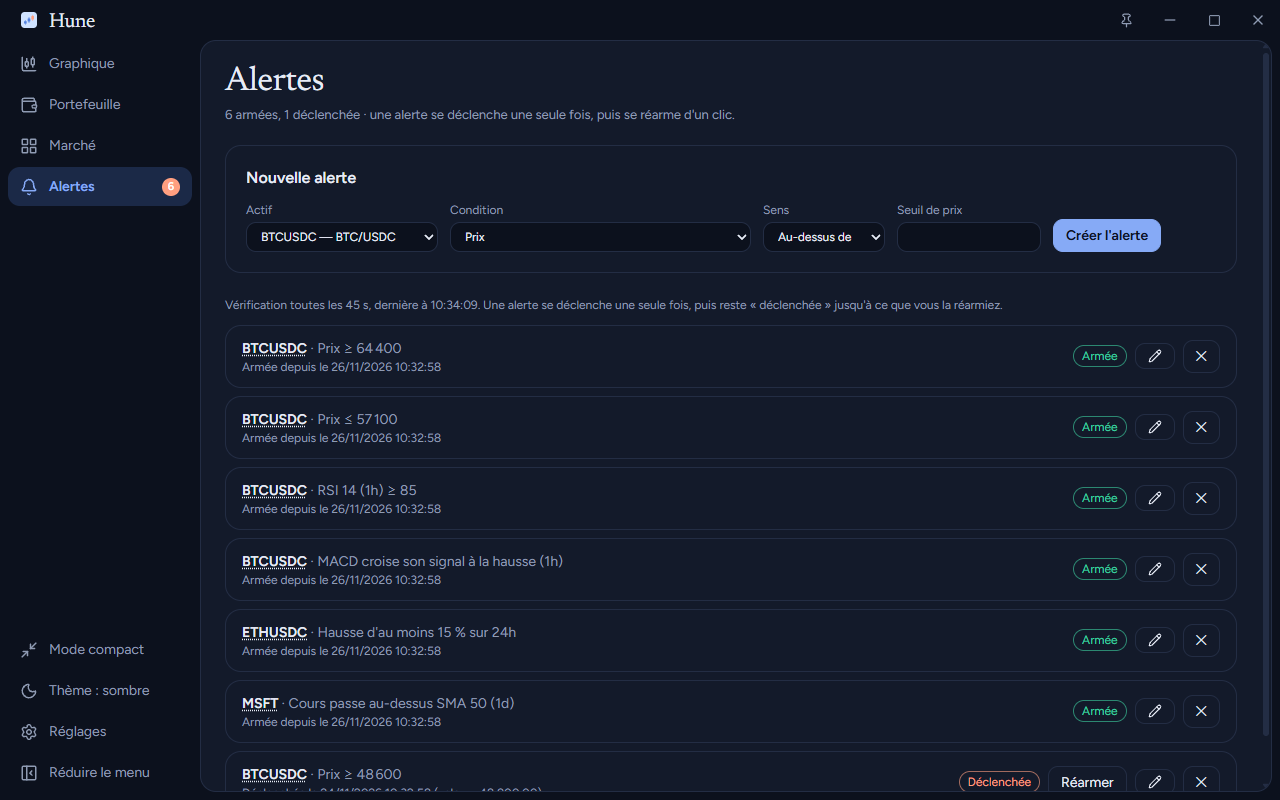 Hune
Graphique
Portefeuille
Marché
Alertes 6
Mode compact
Thème : sombre
Réglages
Réduire le menu
Alertes
6 armées, 1 déclenchée · une alerte se déclenche une seule fois, puis se réarme d'un clic.
Nouvelle alerte
Actif Condition Sens Seuil de prix
BTCUSDC — BTC/USDC Prix Au-dessus de Créer l'alerte
Vérification toutes les 45 s, dernière à 10:34:09. Une alerte se déclenche une seule fois, puis reste « déclenchée » jusqu'à ce que vous la réarmiez.
BTCUSDC · Prix ≥ 64 400 Armée
Armée depuis le 26/11/2026 10:32:58
BTCUSDC · Prix ≤ 57 100 Armée
Armée depuis le 26/11/2026 10:32:58
BTCUSDC · RSI 14 (1h) ≥ 85 Armée
Armée depuis le 26/11/2026 10:32:58
BTCUSDC · MACD croise son signal à la hausse (1h) Armée
Armée depuis le 26/11/2026 10:32:58
ETHUSDC · Hausse d'au moins 15 % sur 24h Armée
Armée depuis le 26/11/2026 10:32:58
MSFT · Cours passe au-dessus SMA 50 (1d) Armée
Armée depuis le 26/11/2026 10:32:58
BTCUSDC · Prix ≥ 48 600 Déclenchée Réarmer